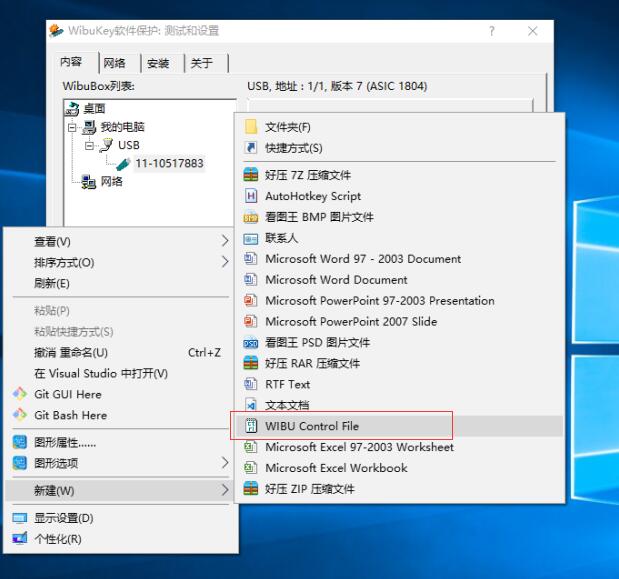 WibuKey软件保护: 测试和设置
内容 网络 安装 关于
WibuBox列表:
USB, 地址 : 1/1, 版本 7 (ASIC 1804)
桌面
我的电脑
USB
11-10517883
网络
查看(V)
排序方式(O)
刷新(E)
粘贴(P)
粘贴快捷方式(S)
撤消 重命名(U) Ctrl+Z
在 Visual Studio 中打开(V)
Git GUI Here
Git Bash Here
图形属性......
图形选项
新建(W)
显示设置(D)
个性化(R)
文件夹(F)
快捷方式(S)
好压 7Z 压缩文件
AutoHotkey Script
看图王 BMP 图片文件
联系人
Microsoft Word 97 - 2003 Document
Microsoft Word Document
Microsoft PowerPoint 97-2003 Presentation
Microsoft PowerPoint 2007 Slide
看图王 PSD 图片文件
好压 RAR 压缩文件
RTF Text
文本文档
WIBU Control File
Microsoft Excel 97-2003 Worksheet
Microsoft Excel Workbook
好压 ZIP 压缩文件